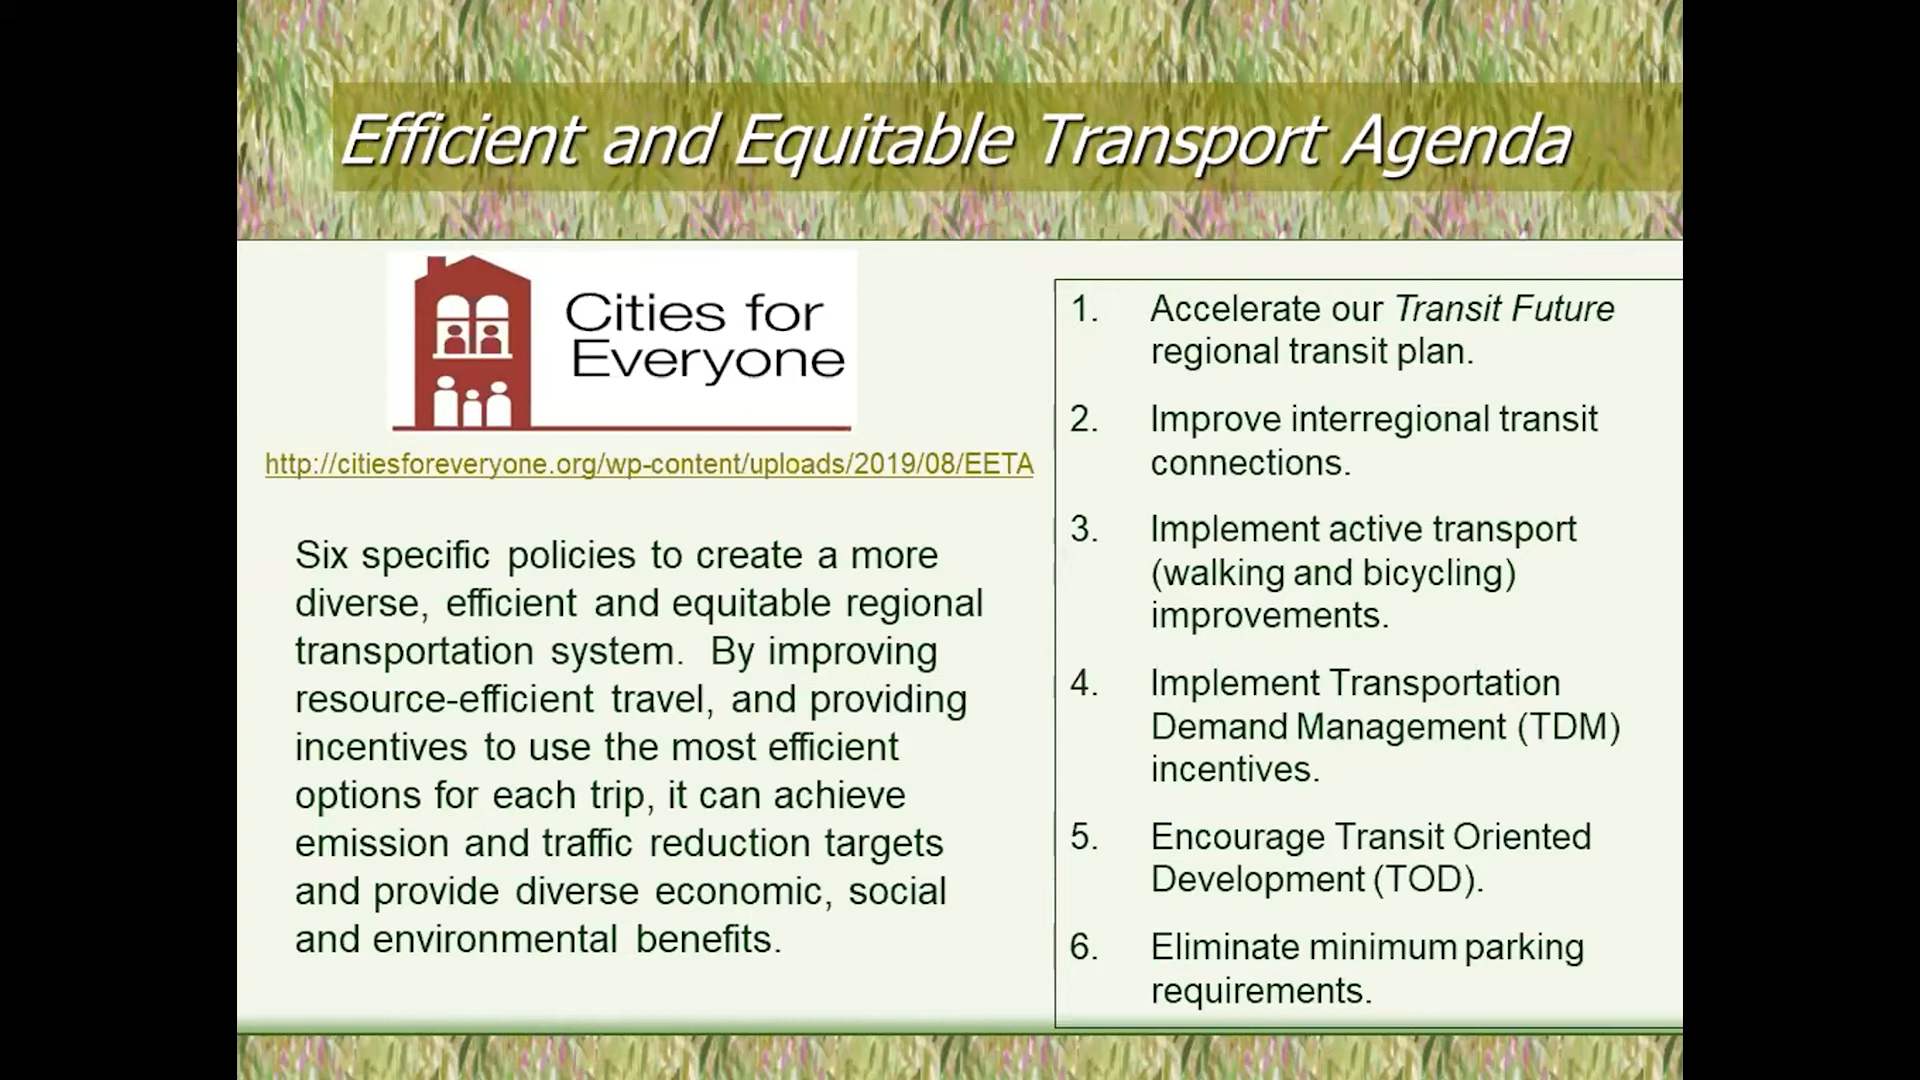 Efficient and Equitable Transport Agenda
Cities for
Everyone
http://citiesforeveryone.org/wp-content/uploads/2019/08/EETA
Six specific policies to create a more
diverse, efficient and equitable regional
transportation system. By improving
resource-efficient travel, and providing
incentives to use the most efficient
options for each trip, it can achieve
emission and traffic reduction targets
and provide diverse economic, social
and environmental benefits.
1. Accelerate our Transit Future
regional transit plan.
2. Improve interregional transit
connections.
3. Implement active transport
(walking and bicycling)
improvements.
4. Implement Transportation
Demand Management (TDM)
incentives.
5. Encourage Transit Oriented
Development (TOD).
6. Eliminate minimum parking
requirements.